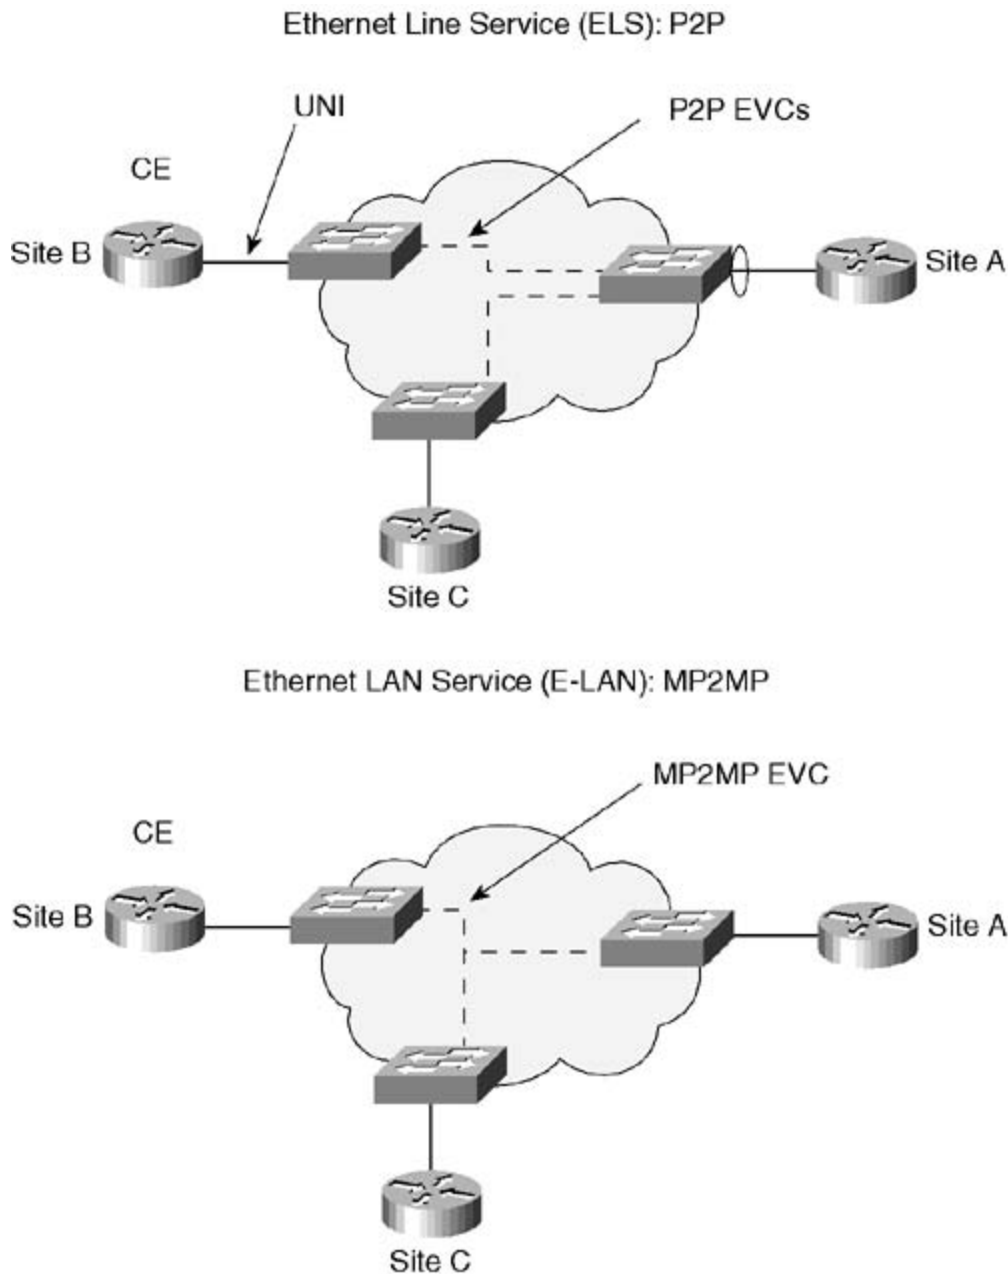 Ethernet Line Service (ELS): P2P
UNI
P2P EVCs
CE
Site B
Site A
Site C
Ethernet LAN Service (E-LAN): MP2MP
MP2MP EVC
CE
Site B
Site A
Site C